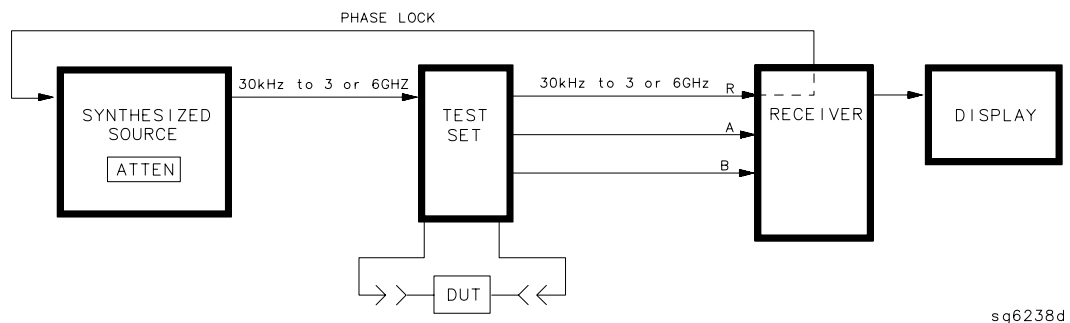 PHASE LOCK
30kHz to 3 or 6GHZ
30kHz to 3 or 6GHz
R
SYNTHESIZED
SOURCE
ATTEN
TEST
SET
A
B
RECEIVER
DISPLAY
DUT
sg6238d